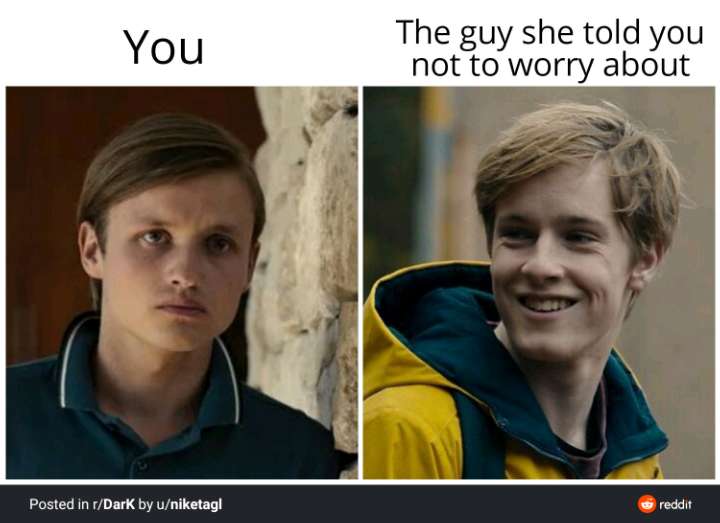 You
The guy she told you
not to worry about
Posted in r/DarK by u/niketagl
reddit